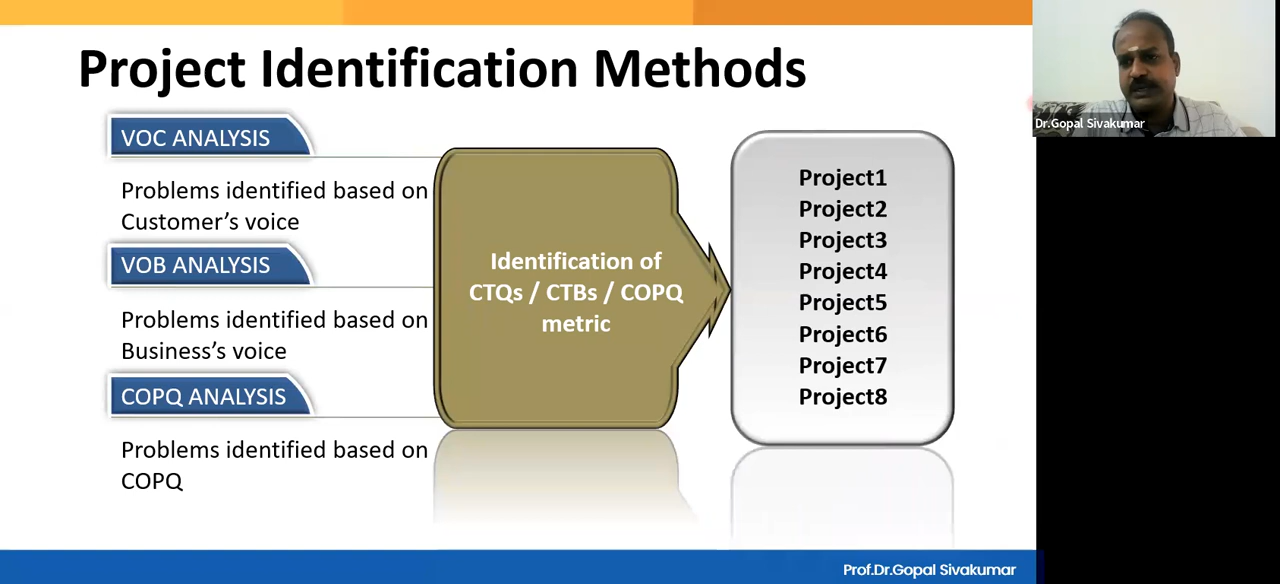 Project Identification Methods
VOC ANALYSIS
Problems identified based on
Customer’s voice
VOB ANALYSIS
Problems identified based on
Business’s voice
COPQ ANALYSIS
Problems identified based on
COPQ
Identification of
CTQs / CTBs / COPQ
metric
Project1
Project2
Project3
Project4
Project5
Project6
Project7
Project8
Dr.Gopal Sivakumar
Prof.Dr.Gopal Sivakumar